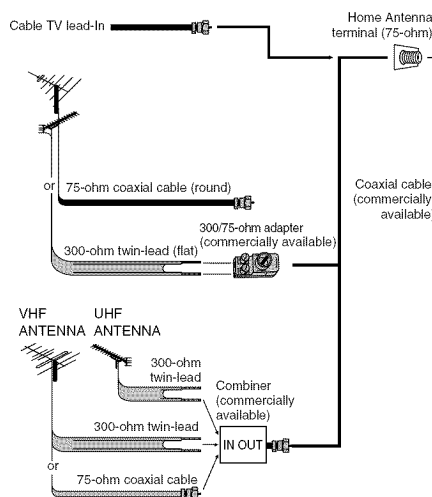 Home Antenna
terminal (75-ohm)
Cable TV lead-In
or
75-ohm coaxial cable (round)
Coaxial cable
(commercially
available)
300/75-ohm adapter
(commercially available)
300-ohm twin-lead (flat)
VHF
ANTENNA
UHF
ANTENNA
300-ohm
twin-lead
Combiner
(commercially
available)
300-ohm twin-lead
IN OUT
or
75-ohm coaxial cable